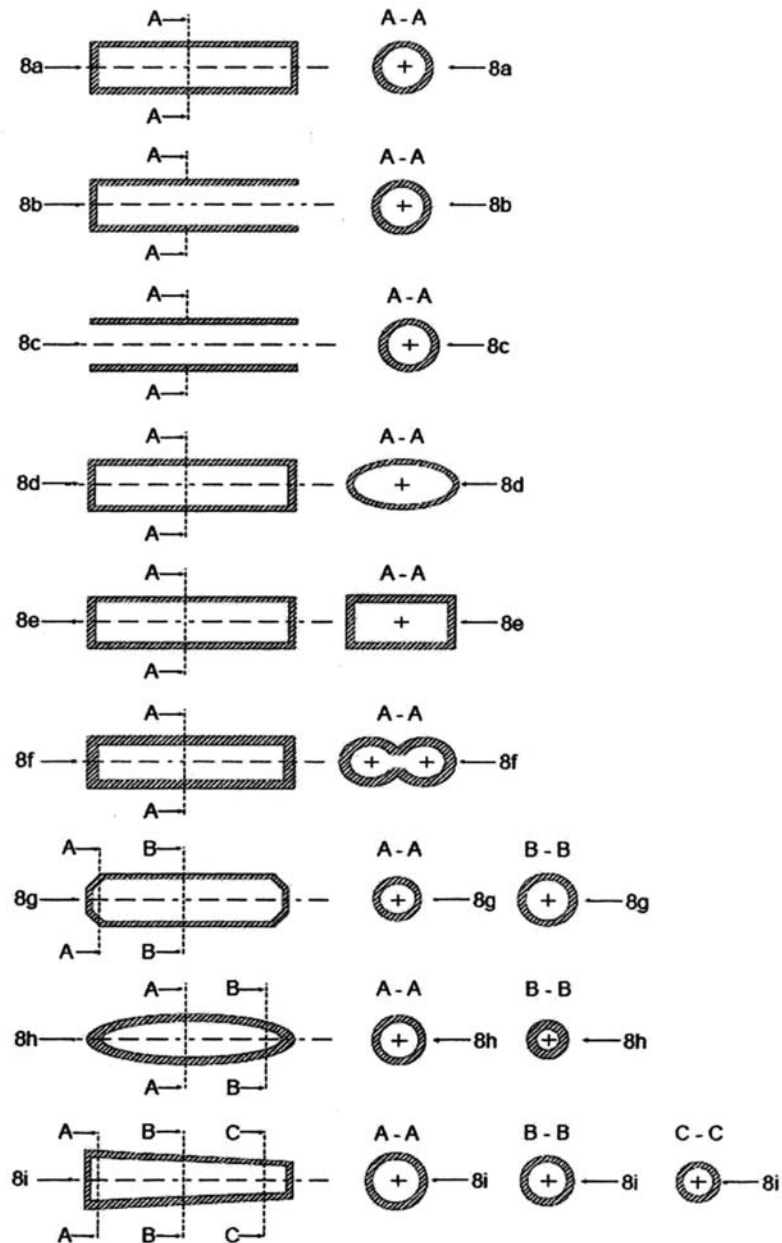 A A - A
8a 8a
A
A A - A
8b 8b
A
A A - A
8c 8c
A
A A - A
8d 8d
A
A A - A
8e 8e
A
A A - A
8f 8f
A
A B A - A B - B
8g 8g 8g
A B
A B A - A B - B
8h 8h 8h
A B
A B C A - A B - B C - C
8i 8i 8i 8i
A B C